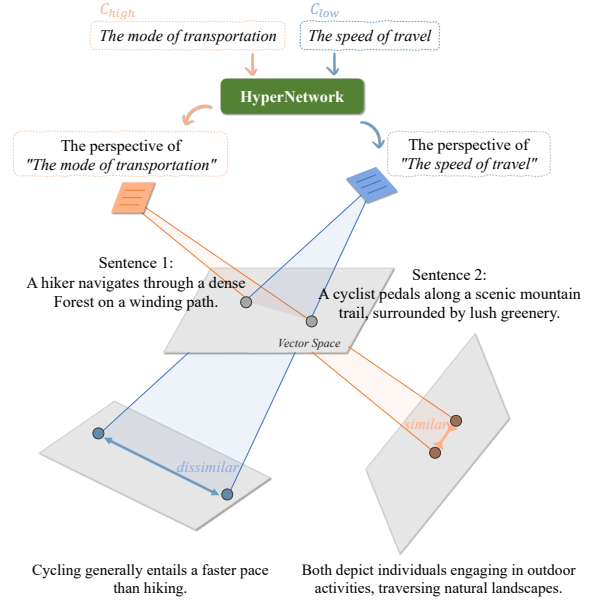 C_high
C_low
The mode of transportation
The speed of travel
HyperNetwork
The perspective of
"The mode of transportation"
The perspective of
"The speed of travel"
Sentence 1:
A hiker navigates through a dense
Forest on a winding path.
Sentence 2:
A cyclist pedals along a scenic mountain
trail, surrounded by lush greenery.
Vector Space
similar
dissimilar
Cycling generally entails a faster pace
than hiking.
Both depict individuals engaging in outdoor
activities, traversing natural landscapes.